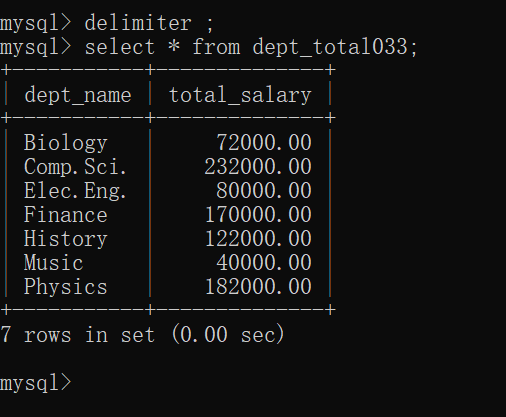 mysql> delimiter ;
mysql> select * from dept_total033;
+-----------+--------------+
| dept_name | total_salary |
+-----------+--------------+
| Biology   |     72000.00 |
| Comp.Sci. |    232000.00 |
| Elec.Eng. |     80000.00 |
| Finance   |    170000.00 |
| History   |    122000.00 |
| Music     |     40000.00 |
| Physics   |    182000.00 |
+-----------+--------------+
7 rows in set (0.00 sec)
mysql>